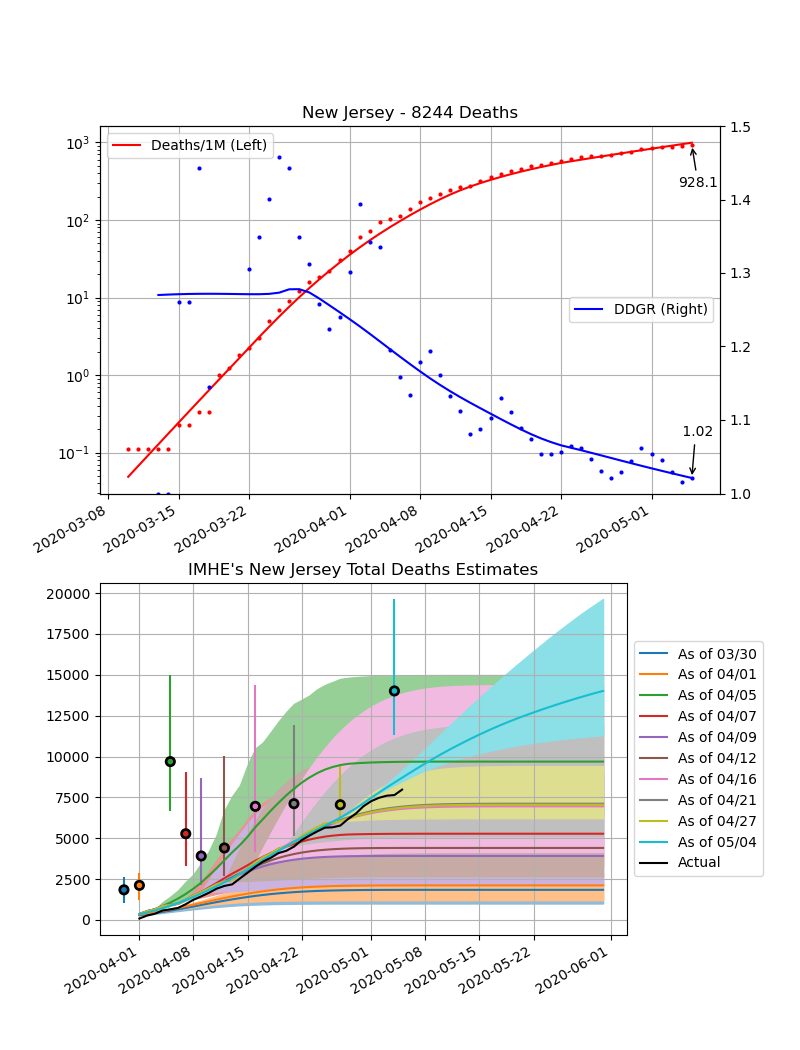 New Jersey - 8244 Deaths
Deaths/1M (Left)
DDGR (Right)
928.1
1.02
10³
10²
10¹
10⁰
10⁻¹
1.5
1.4
1.3
1.2
1.1
1.0
2020-03-08
2020-03-15
2020-03-22
2020-04-01
2020-04-08
2020-04-15
2020-04-22
2020-05-01
IMHE's New Jersey Total Deaths Estimates
20000
17500
15000
12500
10000
7500
5000
2500
0
2020-04-01
2020-04-08
2020-04-15
2020-04-22
2020-05-01
2020-05-08
2020-05-15
2020-05-22
2020-06-01
As of 03/30
As of 04/01
As of 04/05
As of 04/07
As of 04/09
As of 04/12
As of 04/16
As of 04/21
As of 04/27
As of 05/04
Actual